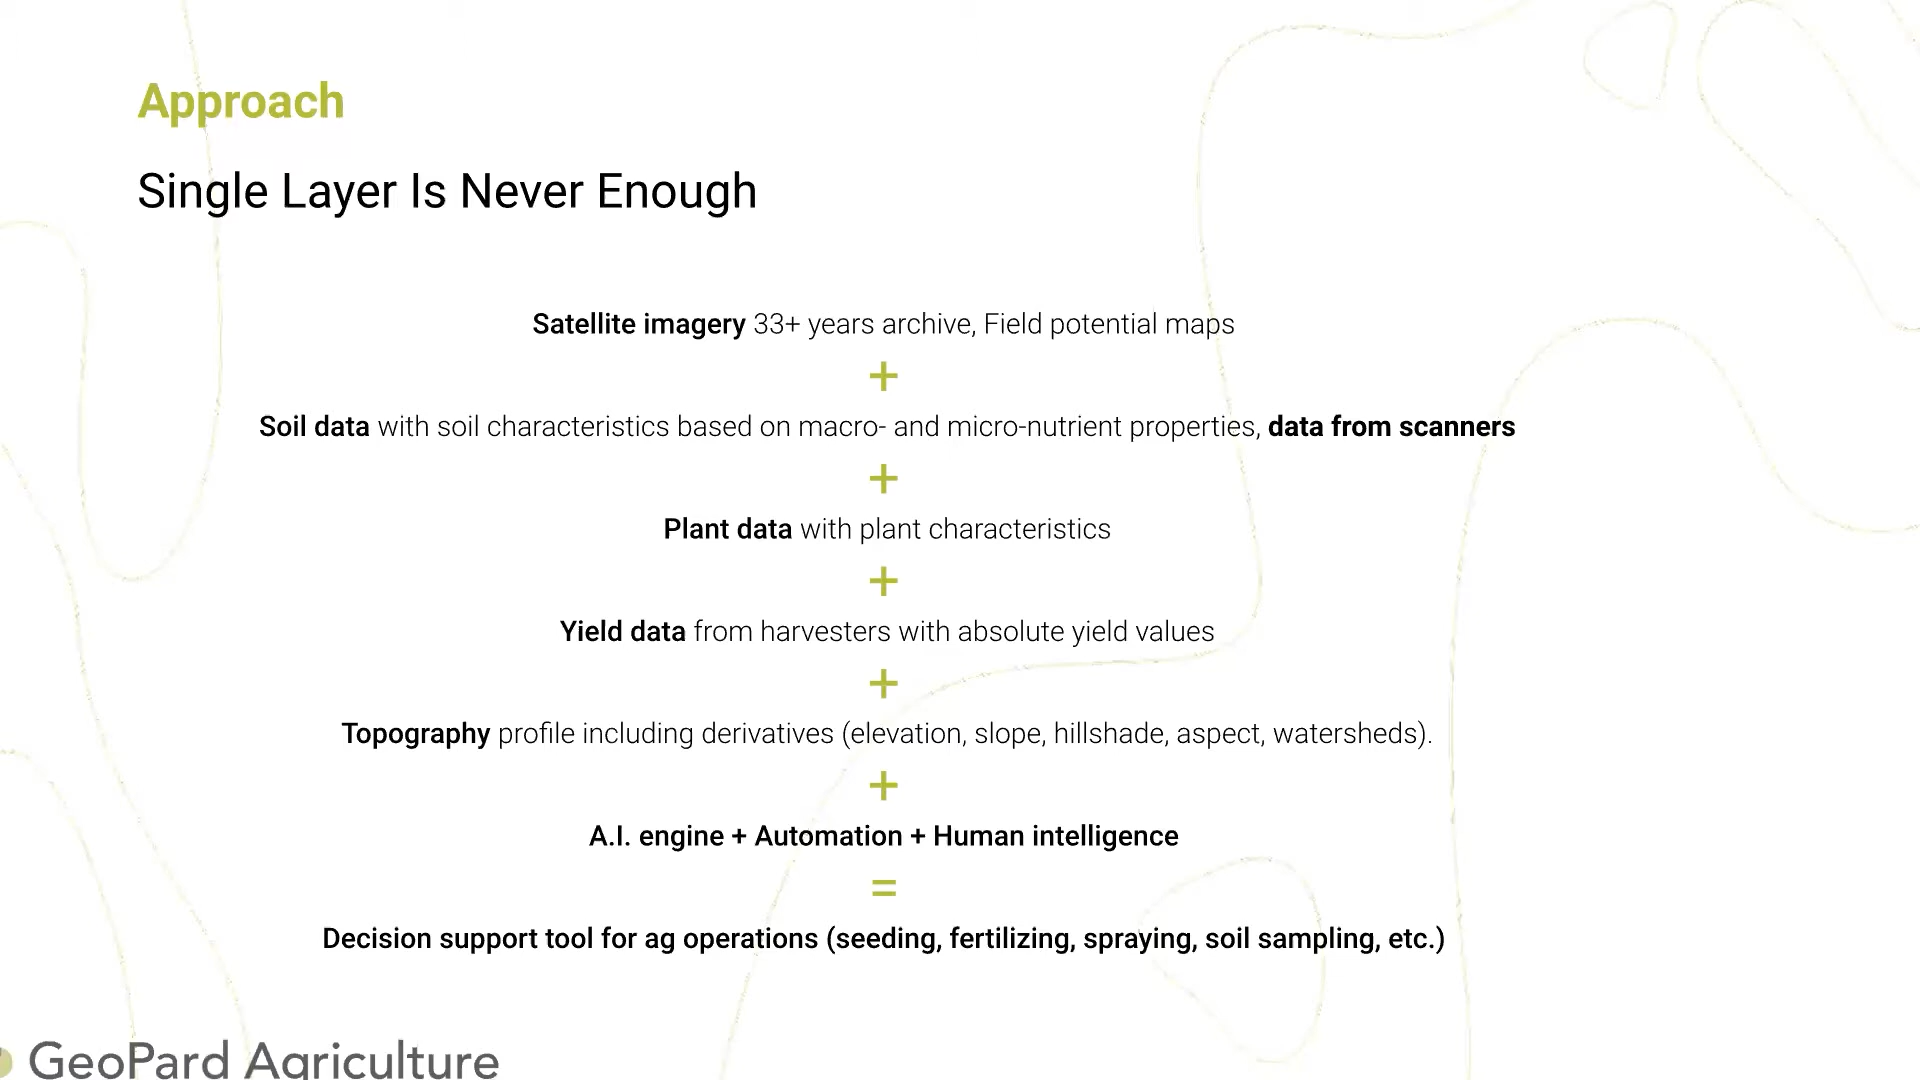 Approach
Single Layer Is Never Enough
Satellite imagery 33+ years archive, Field potential maps
+
Soil data with soil characteristics based on macro- and micro-nutrient properties, data from scanners
+
Plant data with plant characteristics
+
Yield data from harvesters with absolute yield values
+
Topography profile including derivatives (elevation, slope, hillshade, aspect, watersheds).
+
A.I. engine + Automation + Human intelligence
=
Decision support tool for ag operations (seeding, fertilizing, spraying, soil sampling, etc.)
GeoPard Agriculture